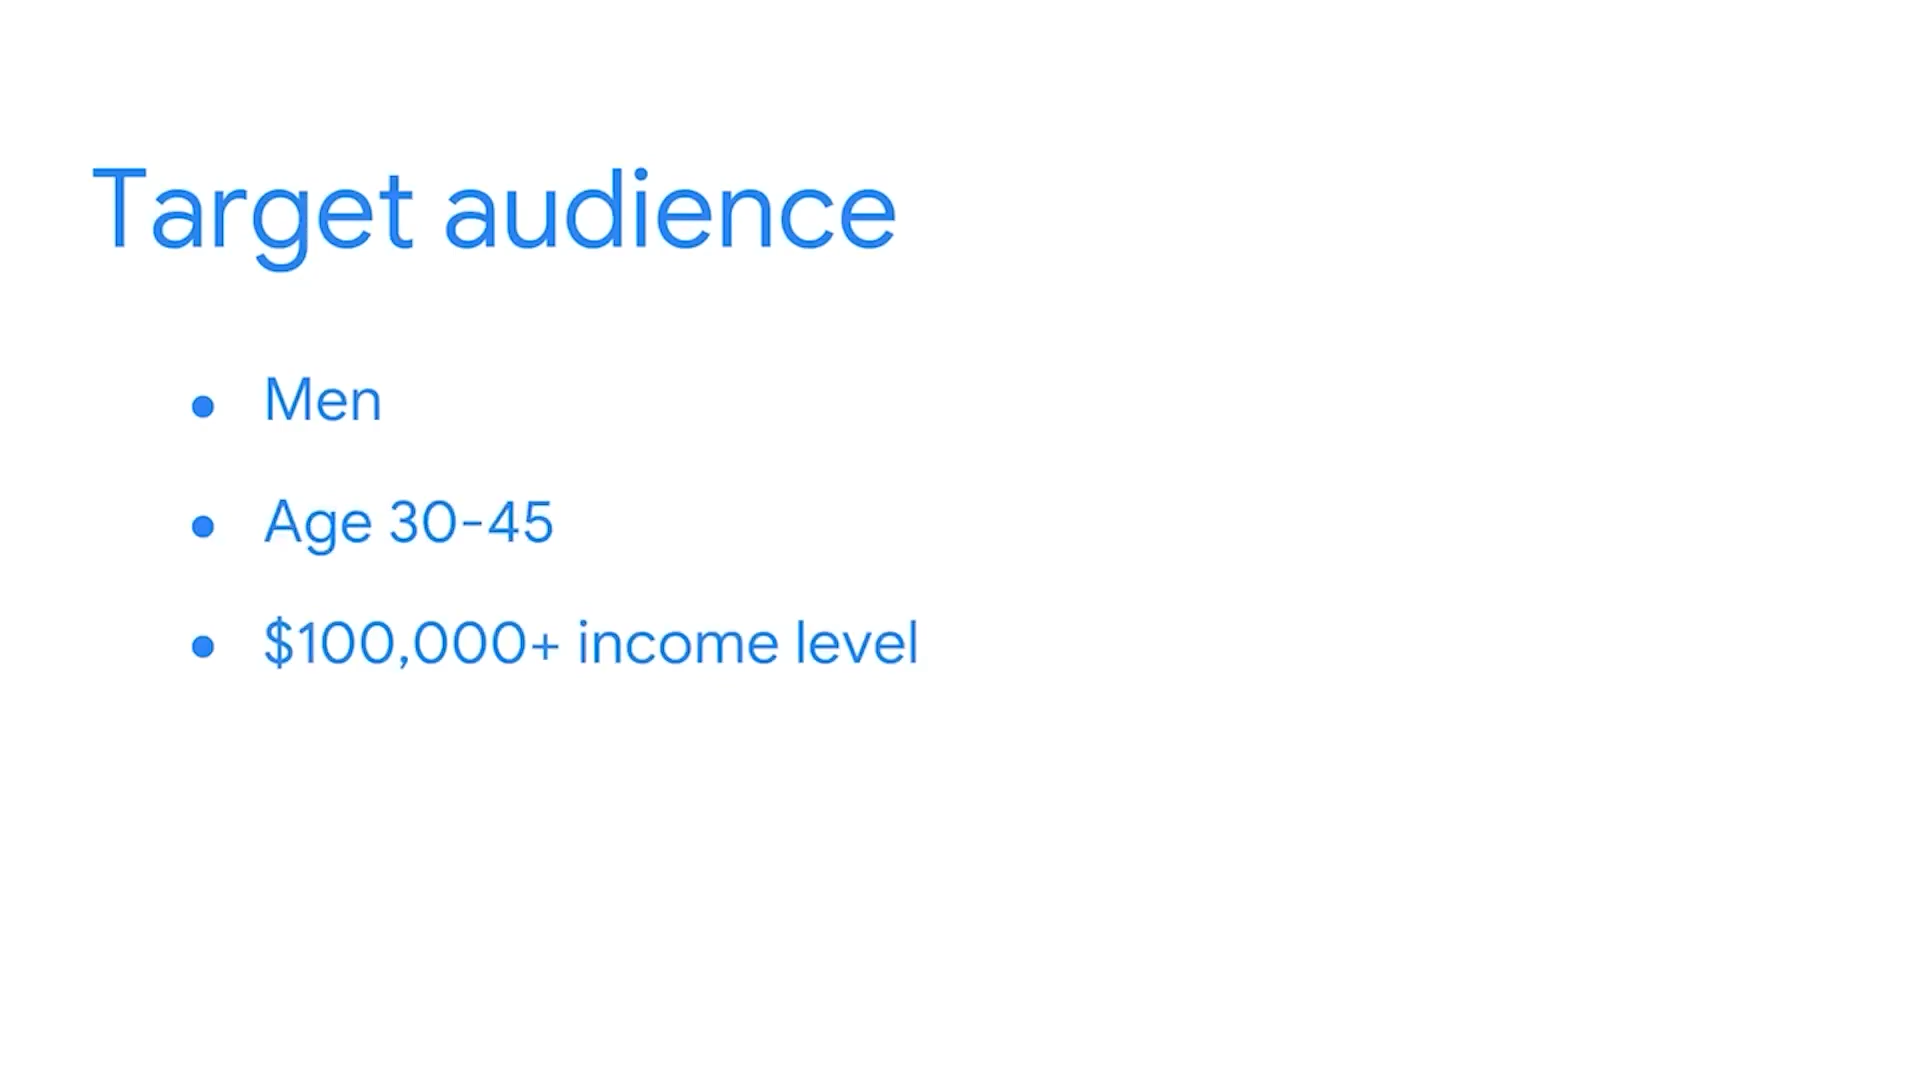 Target audience
• Men
• Age 30-45
• $100,000+ income level